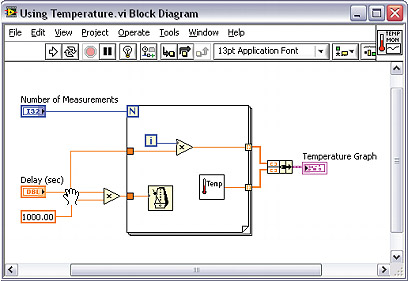 Using Temperature.vi Block Diagram
File Edit View Project Operate Tools Window Help
13pt Application Font
TEMP
MON
Number of Measurements
I32
N
i
Temperature Graph
Delay (sec)
DBL
Temp
1000.00